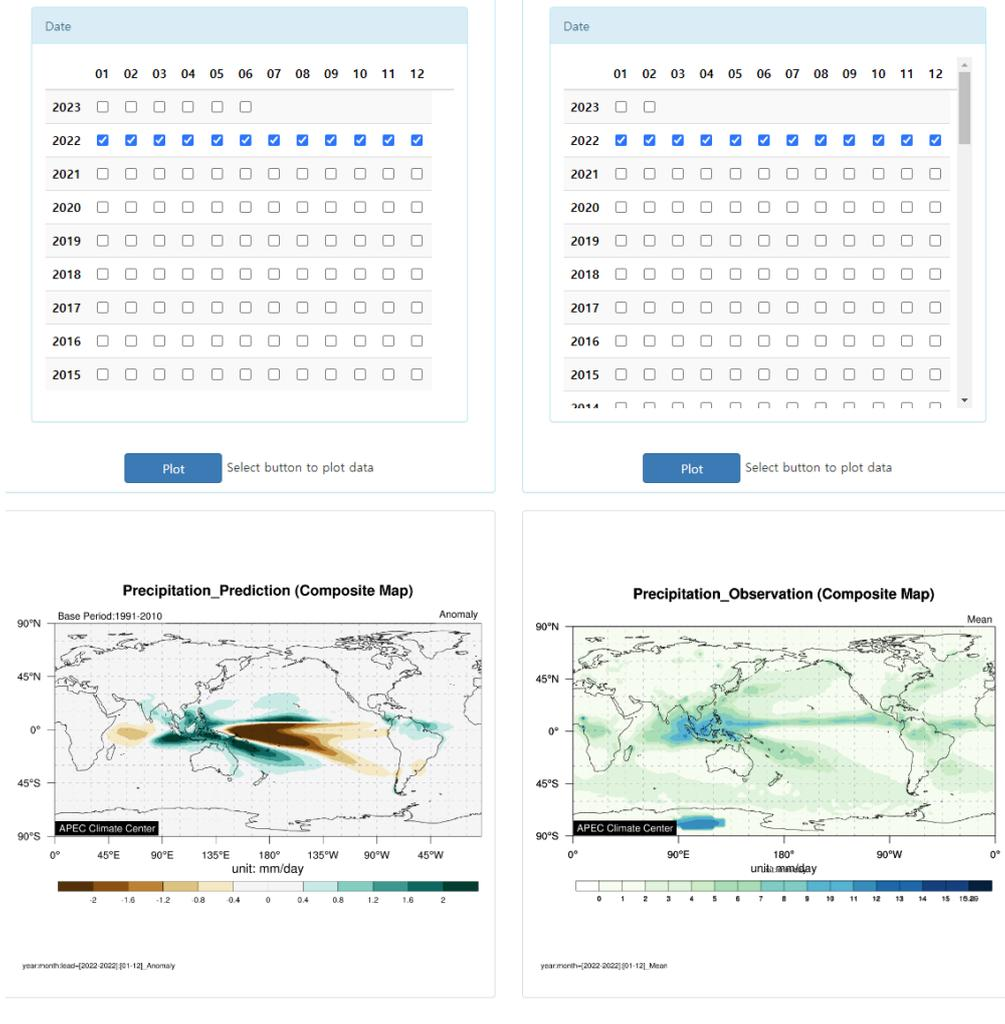 Date
01 02 03 04 05 06 07 08 09 10 11 12
2023
2022
2021
2020
2019
2018
2017
2016
2015
Plot Select button to plot data
Date
01 02 03 04 05 06 07 08 09 10 11 12
2023
2022
2021
2020
2019
2018
2017
2016
2015
2014
Plot Select button to plot data
Precipitation_Prediction (Composite Map)
Base Period:1991-2010 Anomaly
90°N
45°N
0°
45°S
90°S
APEC Climate Center
0° 45°E 90°E 135°E 180° 135°W 90°W 45°W
unit: mm/day
-2 -1.6 -1.2 -0.8 -0.4 0 0.4 0.8 1.2 1.6 2
year:month:lead=[2022-2022]:[01-12]_Anomaly
Precipitation_Observation (Composite Map)
Mean
90°N
45°N
0°
45°S
90°S
APEC Climate Center
0° 90°E 180° 90°W 0°
unit: mm/day
0 1 2 3 4 5 6 7 8 9 10 11 12 13 14 15
year:month=[2022-2022]:[01-12]_Mean